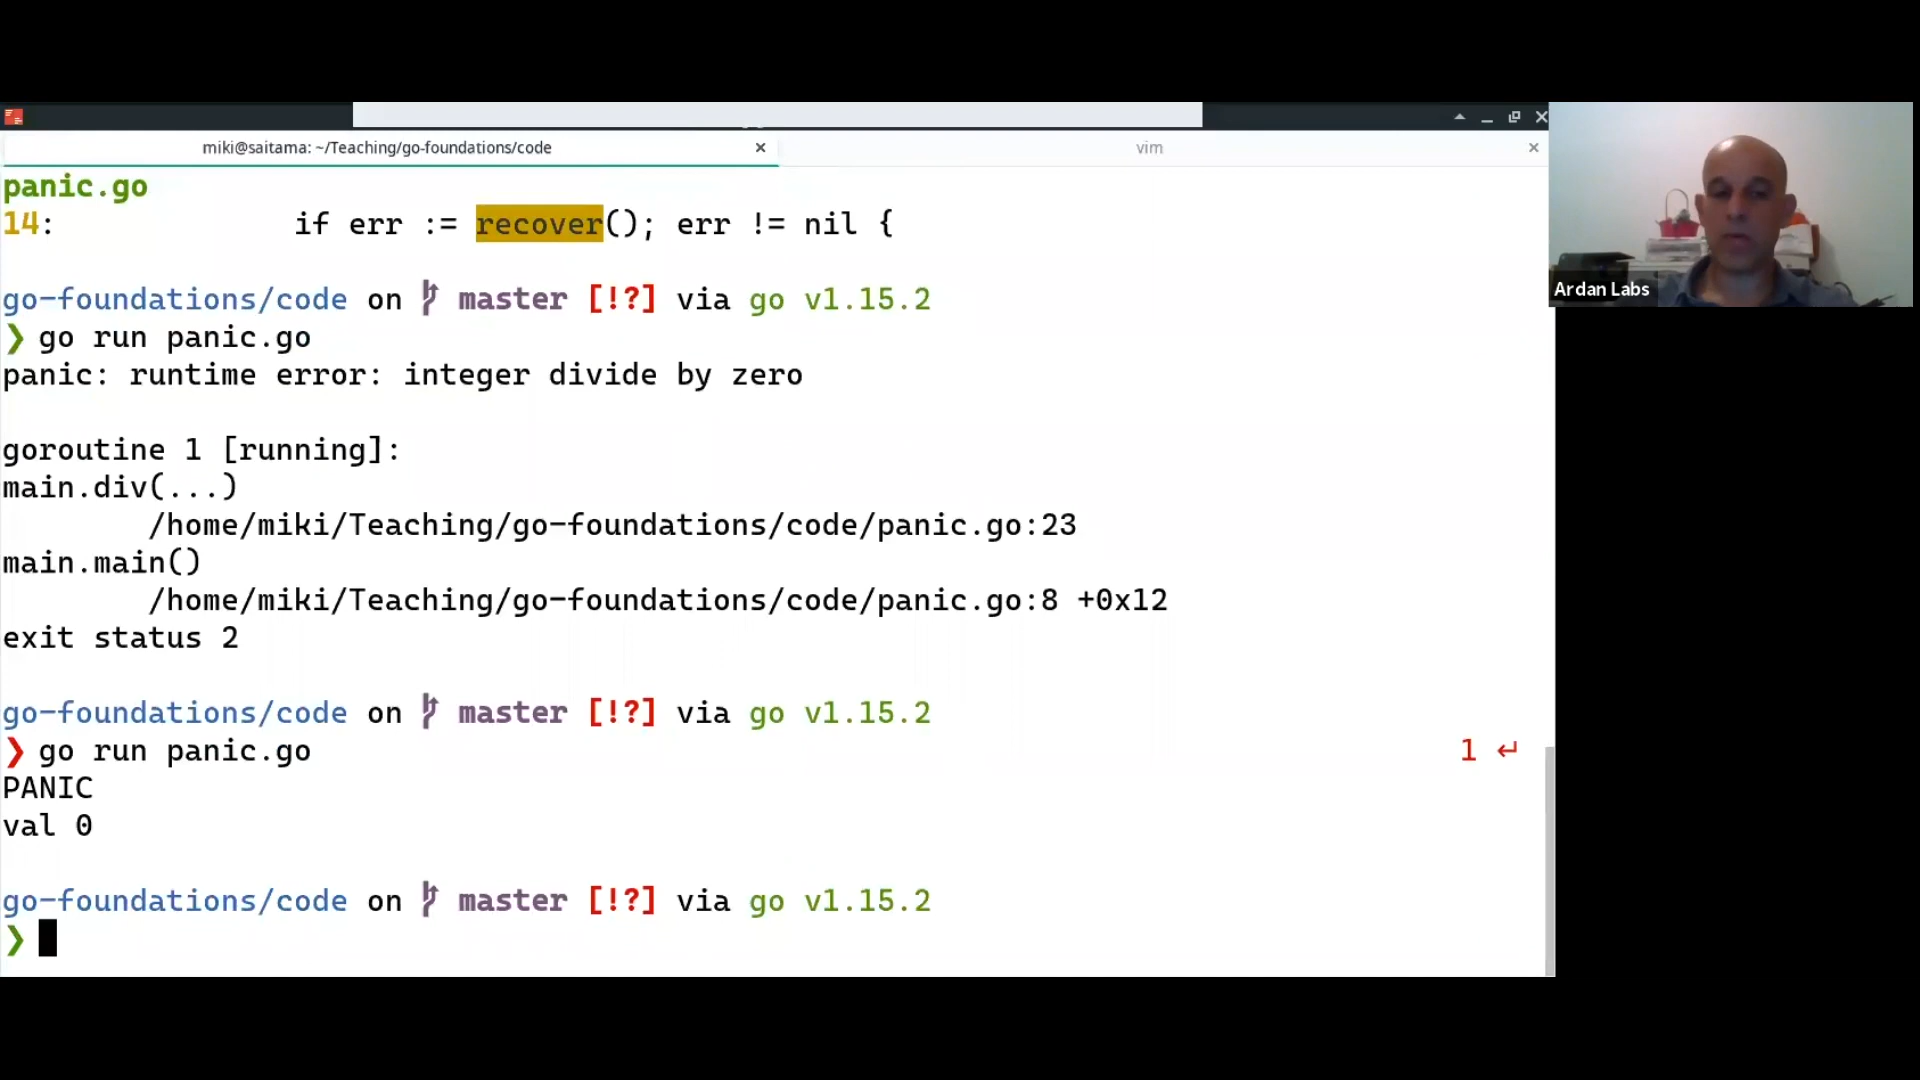 miki@saitama: ~/Teaching/go-foundations/code
vim
panic.go
14: if err := recover(); err != nil {
go-foundations/code on master [!?] via go v1.15.2
❯ go run panic.go
panic: runtime error: integer divide by zero
goroutine 1 [running]:
main.div(...)
/home/miki/Teaching/go-foundations/code/panic.go:23
main.main()
/home/miki/Teaching/go-foundations/code/panic.go:8 +0x12
exit status 2
go-foundations/code on master [!?] via go v1.15.2
❯ go run panic.go 1 ↵
PANIC
val 0
go-foundations/code on master [!?] via go v1.15.2
❯
Ardan Labs